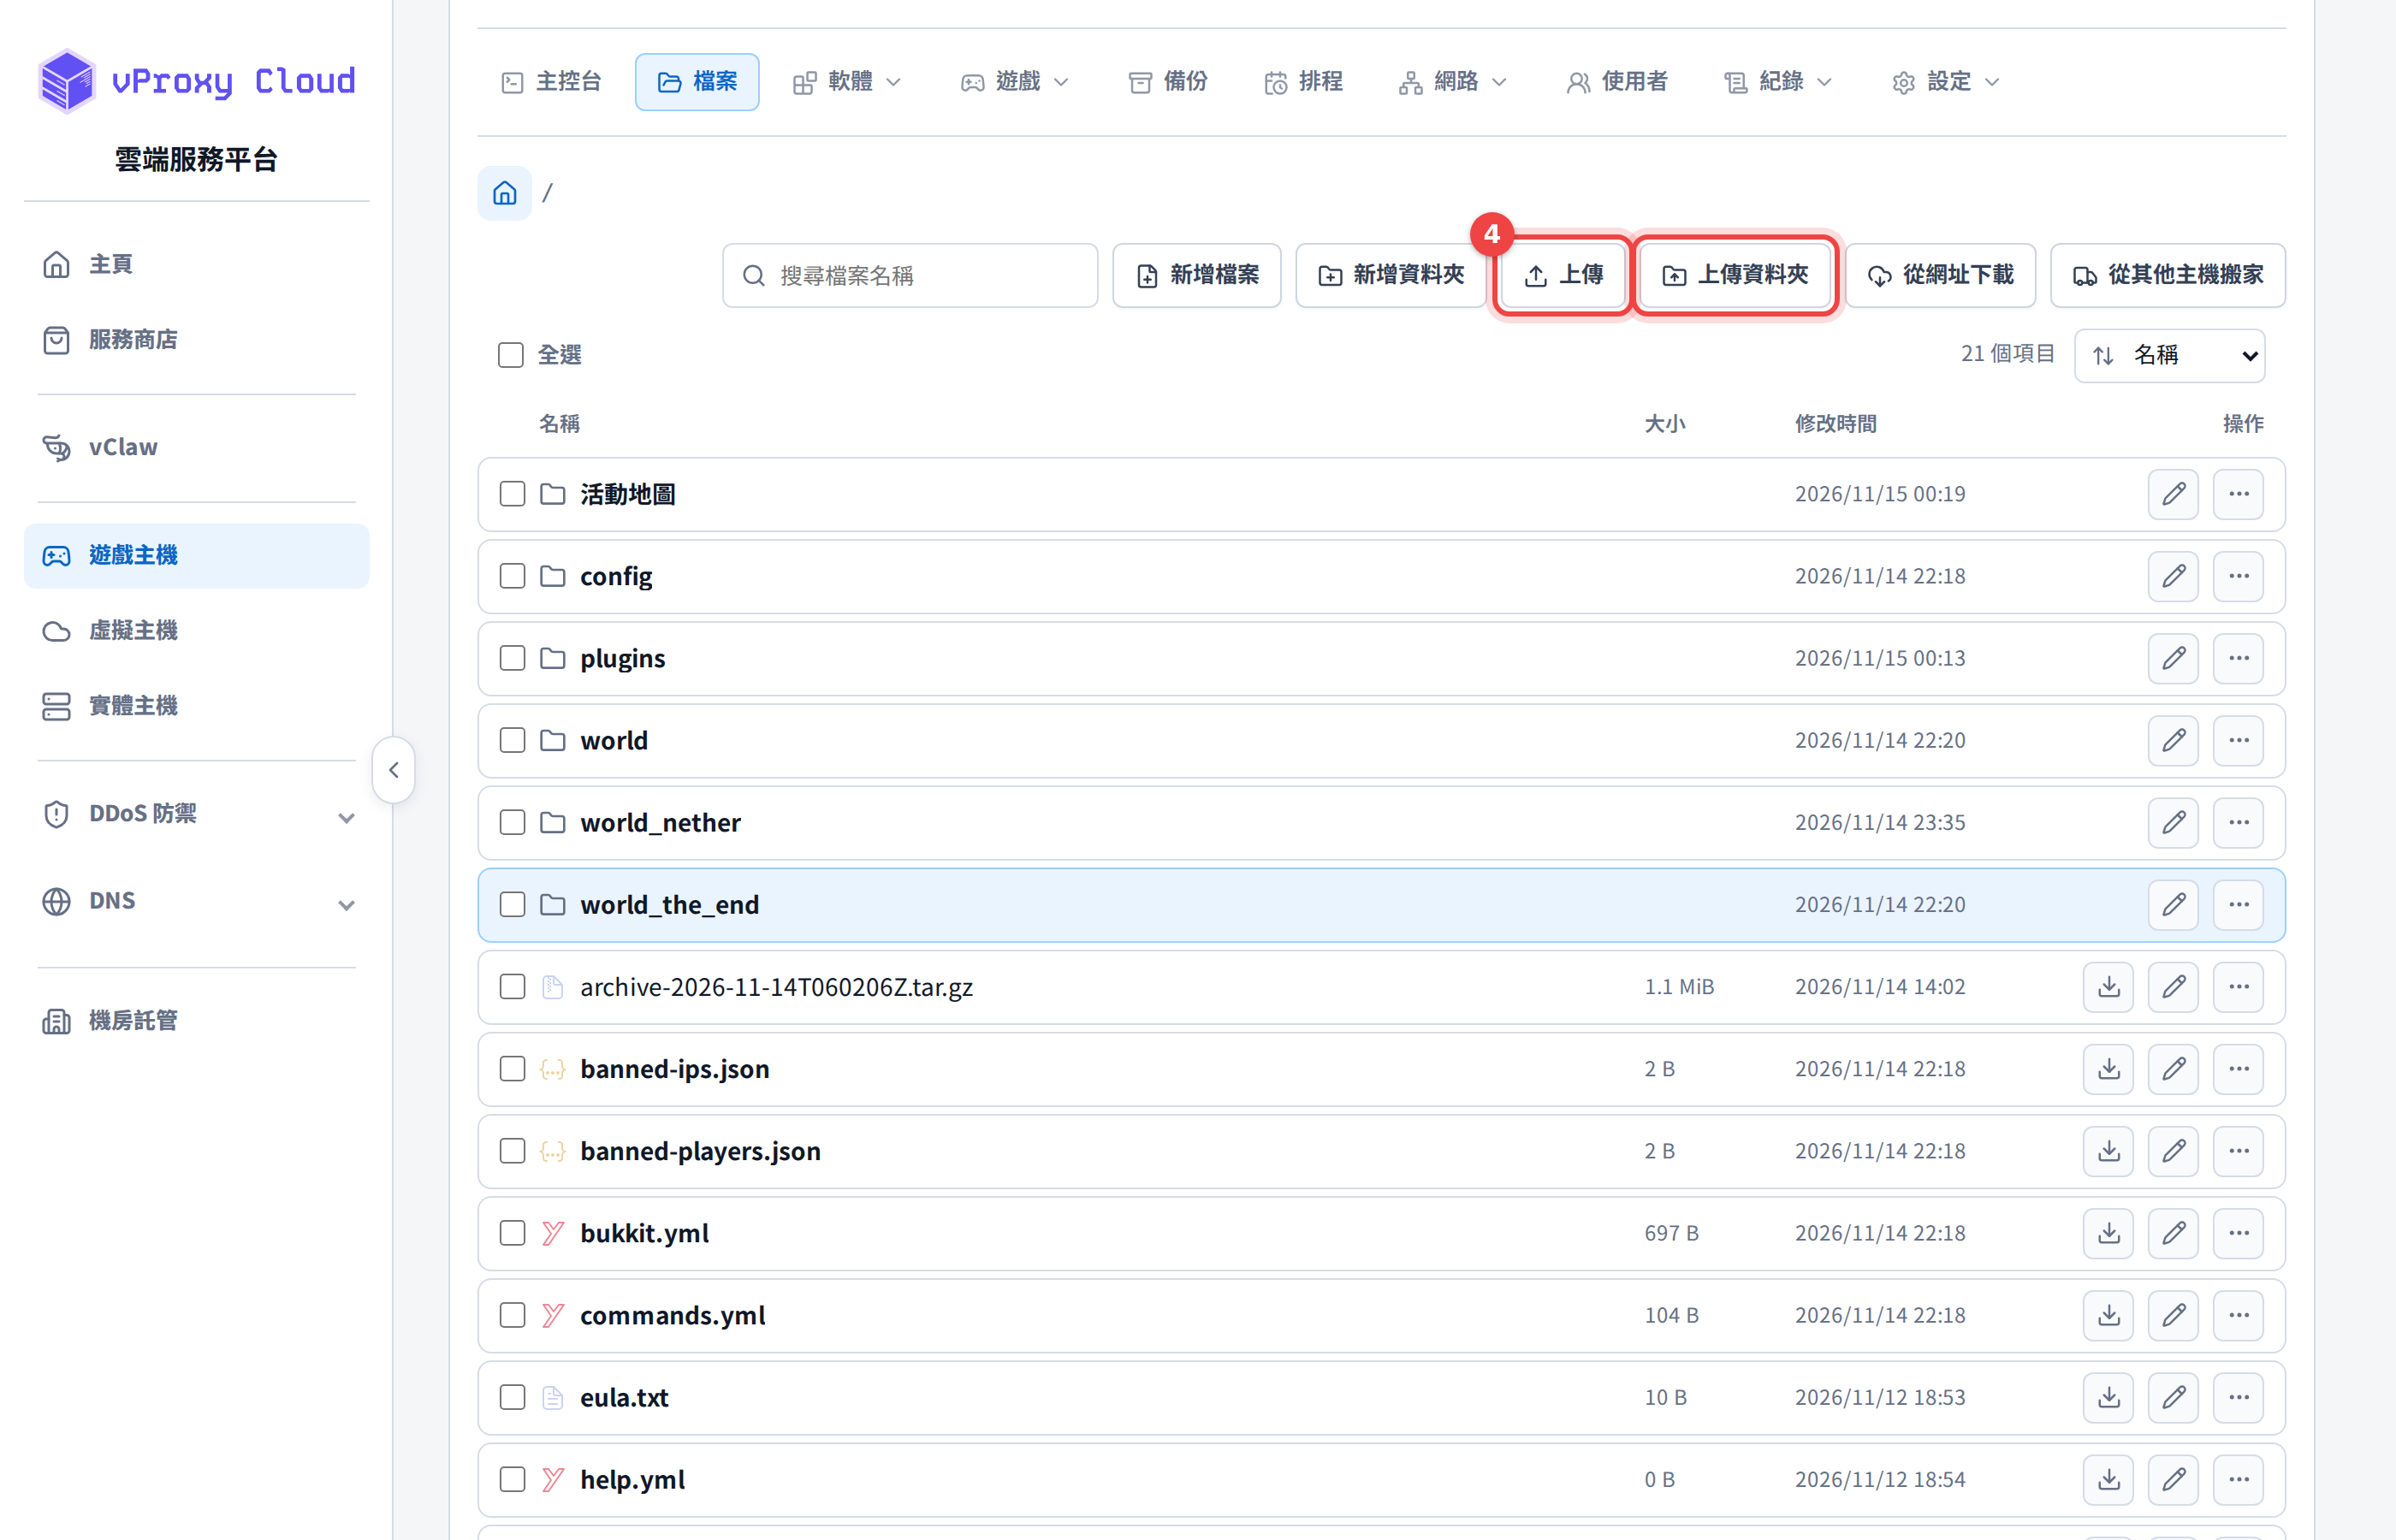 vProxy Cloud
雲端服務平台
主頁
服務商店
vClaw
遊戲主機
虛擬主機
實體主機
DDoS 防禦
DNS
機房託管
主控台 檔案 軟體 遊戲 備份 排程 網路 使用者 紀錄 設定
/
4
搜尋檔案名稱 新增檔案 新增資料夾 上傳 上傳資料夾 從網址下載 從其他主機搬家
全選 21 個項目 名稱
名稱 大小 修改時間 操作
活動地圖 2026/11/15 00:19
config 2026/11/14 22:18
plugins 2026/11/15 00:13
world 2026/11/14 22:20
world_nether 2026/11/14 23:35
world_the_end 2026/11/14 22:20
archive-2026-11-14T060206Z.tar.gz 1.1 MiB 2026/11/14 14:02
banned-ips.json 2 B 2026/11/14 22:18
banned-players.json 2 B 2026/11/14 22:18
bukkit.yml 697 B 2026/11/14 22:18
commands.yml 104 B 2026/11/14 22:18
eula.txt 10 B 2026/11/12 18:53
help.yml 0 B 2026/11/12 18:54